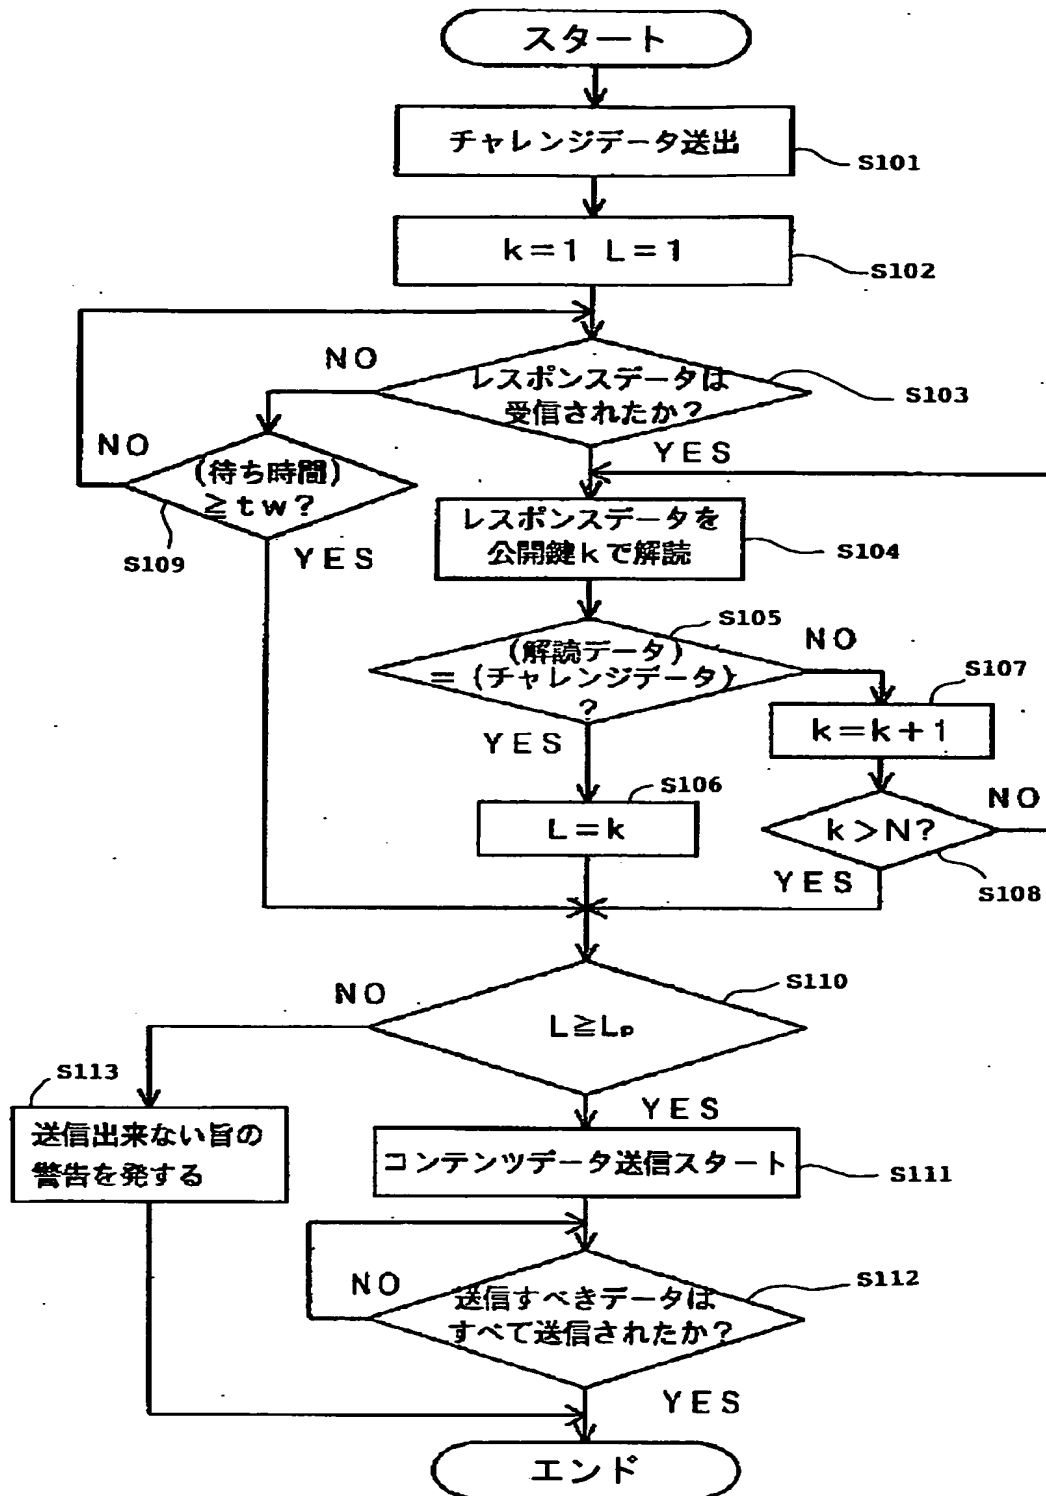 スタート
チャレンジデータ送出
S101
k=1 L=1
S102
NO
レスポンスデータは
受信されたか?
S103
YES
NO
(待ち時間)
≧tw?
S109
YES
レスポンスデータを
公開鍵kで解読
S104
S105
(解読データ)
=(チャレンジデータ)
?
NO
YES
S107
k=k+1
S106
L=k
k>N?
NO
YES
S108
NO
S110
L≧Lp
YES
S113
送信出来ない旨の
警告を発する
コンテンツデータ送信スタート
S111
NO
送信すべきデータは
すべて送信されたか?
S112
YES
エンド